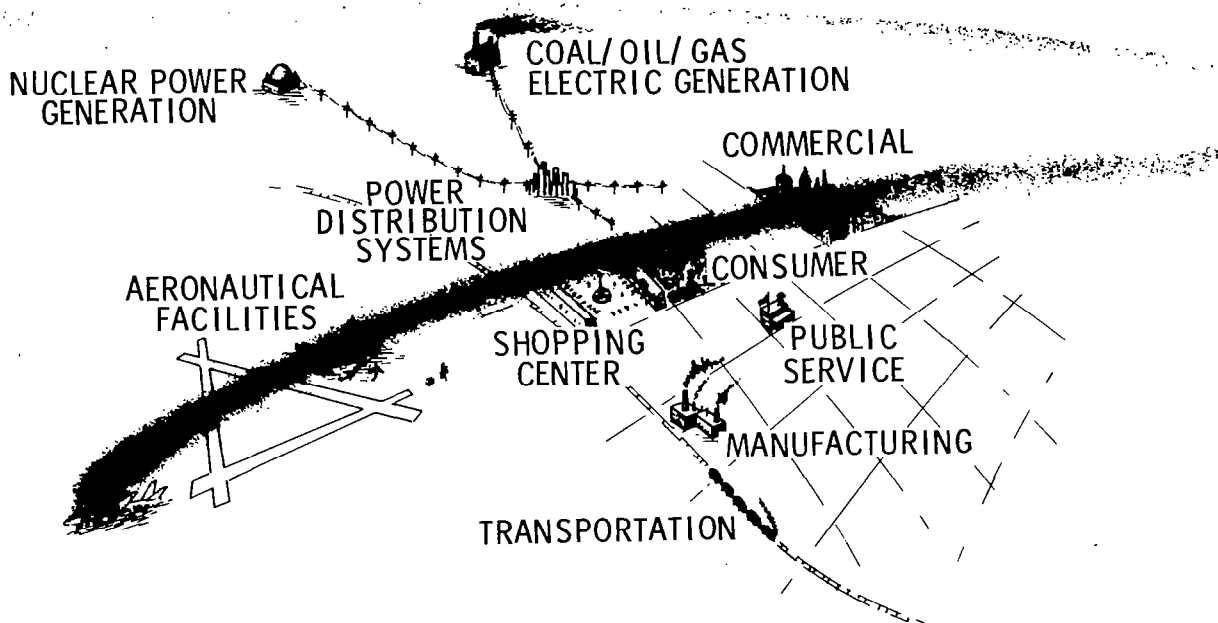 COAL/OIL/GAS
ELECTRIC GENERATION
NUCLEAR POWER
GENERATION
COMMERCIAL
POWER
DISTRIBUTION
SYSTEMS
CONSUMER
AERONAUTICAL
FACILITIES
SHOPPING
CENTER
PUBLIC
SERVICE
MANUFACTURING
TRANSPORTATION